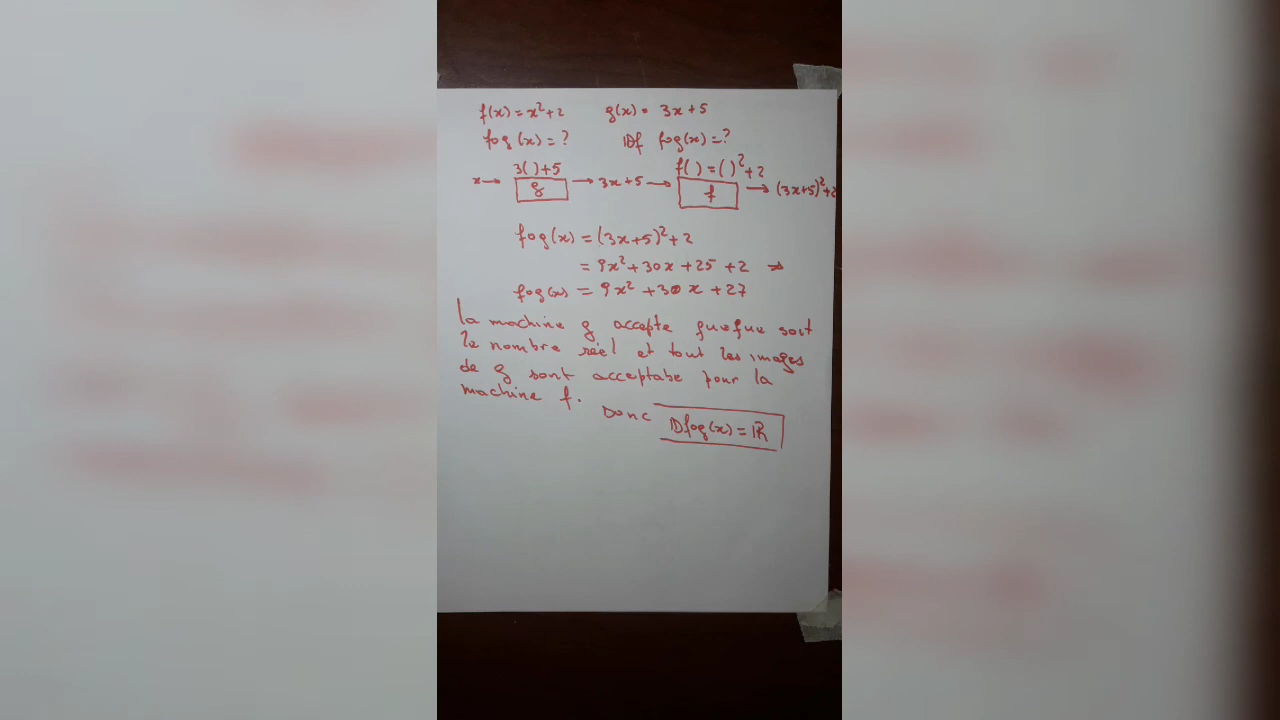 f(x) = x²+2 g(x) = 3x+5
fog(x) = ? Df fog(x) = ?
3( )+5 f( ) = ( )²+2
x → g → 3x+5 → f → (3x+5)²+2
fog(x) = (3x+5)²+2
= 9x²+30x+25+2 ⇒
fog(x) = 9x²+30x+27
la machine g accepte quelque soit
le nombre réel et tout les images
de g sont acceptabe pour la
machine f.
Donc Dfog(x) = ℝ